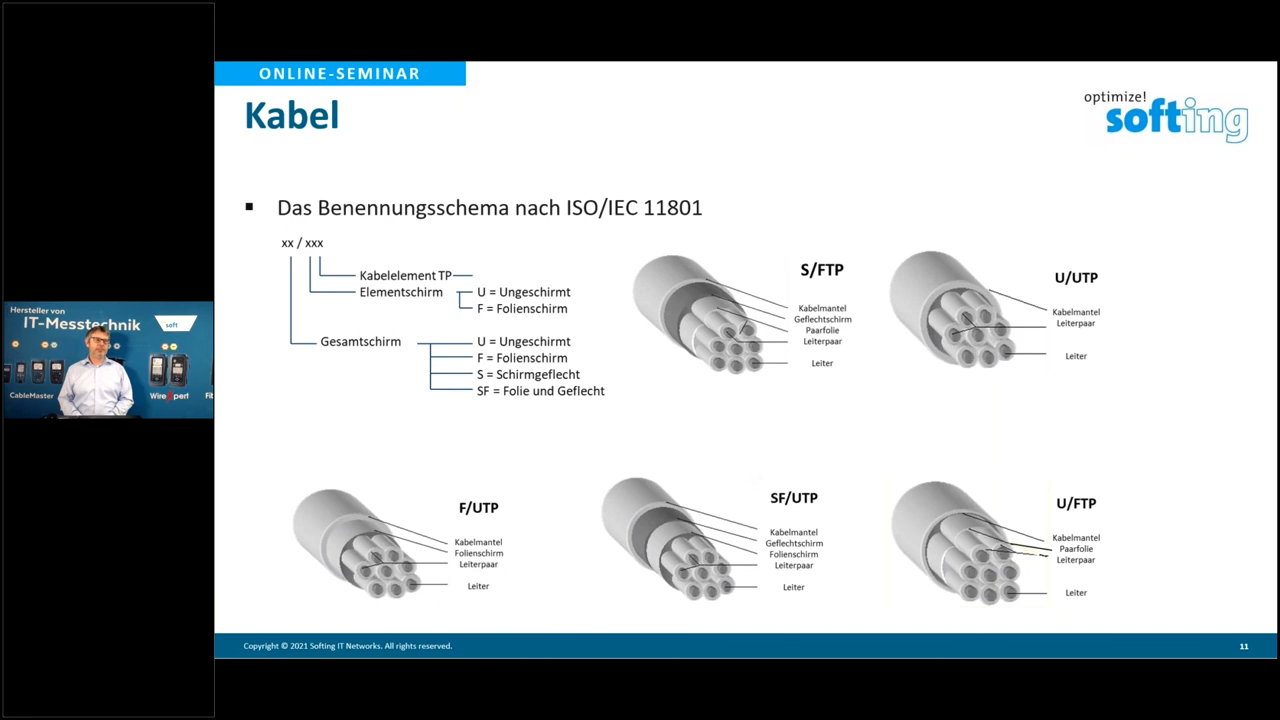 ONLINE-SEMINAR
Kabel
optimize!
softing
▪ Das Benennungsschema nach ISO/IEC 11801
xx / xxx
Kabelelement TP
Elementschirm
U = Ungeschirmt
F = Folienschirm
Gesamtschirm
U = Ungeschirmt
F = Folienschirm
S = Schirmgeflecht
SF = Folie und Geflecht
S/FTP
Kabelmantel
Geflechtschirm
Paarfolie
Leiterpaar
Leiter
U/UTP
Kabelmantel
Leiterpaar
Leiter
Hersteller von
IT-Messtechnik
soft
CableMaster
WireXpert
Fib
F/UTP
Kabelmantel
Folienschirm
Leiterpaar
Leiter
SF/UTP
Kabelmantel
Geflechtschirm
Folienschirm
Leiterpaar
Leiter
U/FTP
Kabelmantel
Paarfolie
Leiterpaar
Leiter
Copyright © 2021 Softing IT Networks. All rights reserved.
11